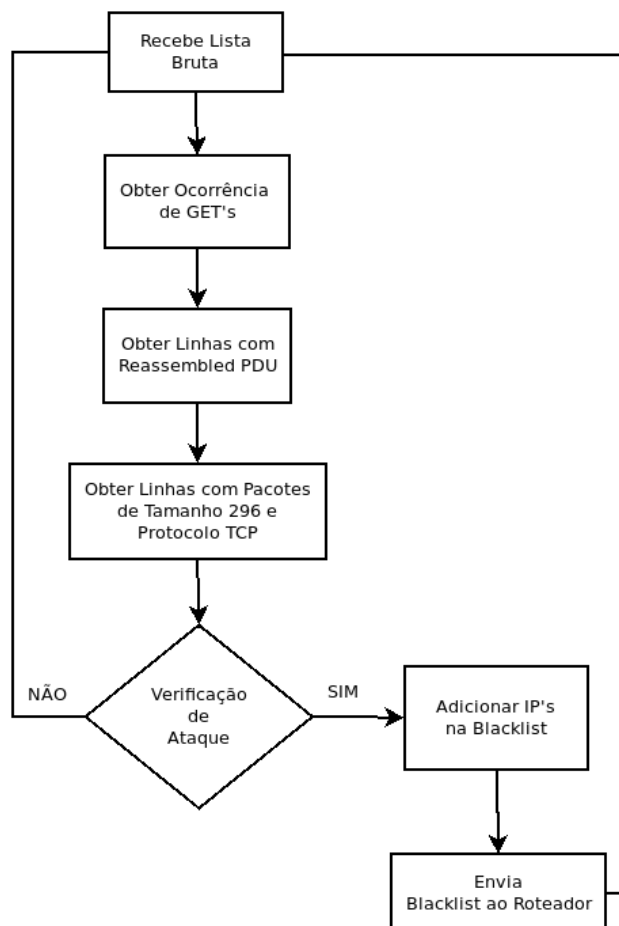 Recebe Lista
Bruta
Obter Ocorrência
de GET's
Obter Linhas com
Reassembled PDU
Obter Linhas com Pacotes
de Tamanho 296 e
Protocolo TCP
NÃO
Verificação
de
Ataque
SIM
Adicionar IP's
na Blacklist
Envia
Blacklist ao Roteador